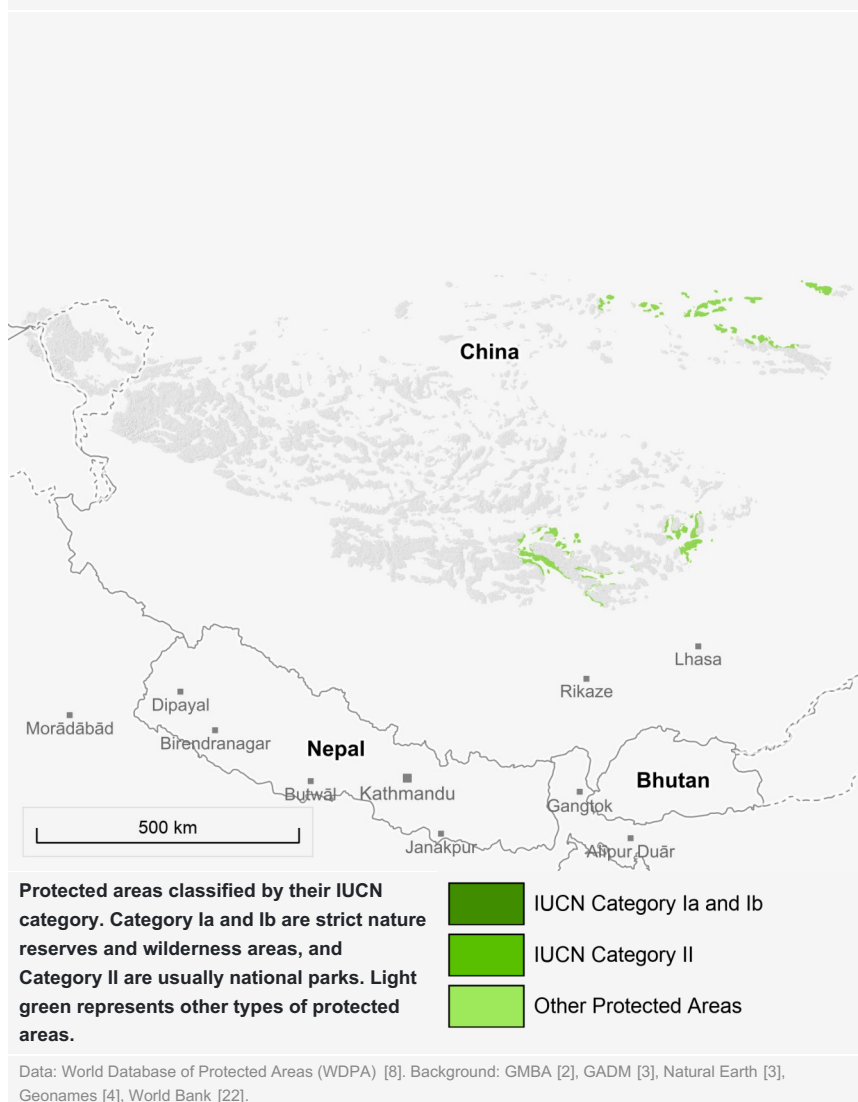 China
Lhasa
Rikaze
Dipayal
Morādābād
Birendranagar
Nepal
Bhutan
Butwāl
Kathmandu
Gangtok
500 km
Janakpur
Alīpur Duār
Protected areas classified by their IUCN
category. Category Ia and Ib are strict nature
reserves and wilderness areas, and
Category II are usually national parks. Light
green represents other types of protected
areas.
IUCN Category Ia and Ib
IUCN Category II
Other Protected Areas
Data: World Database of Protected Areas (WDPA) [8]. Background: GMBA [2], GADM [3], Natural Earth [3],
Geonames [4], World Bank [22].